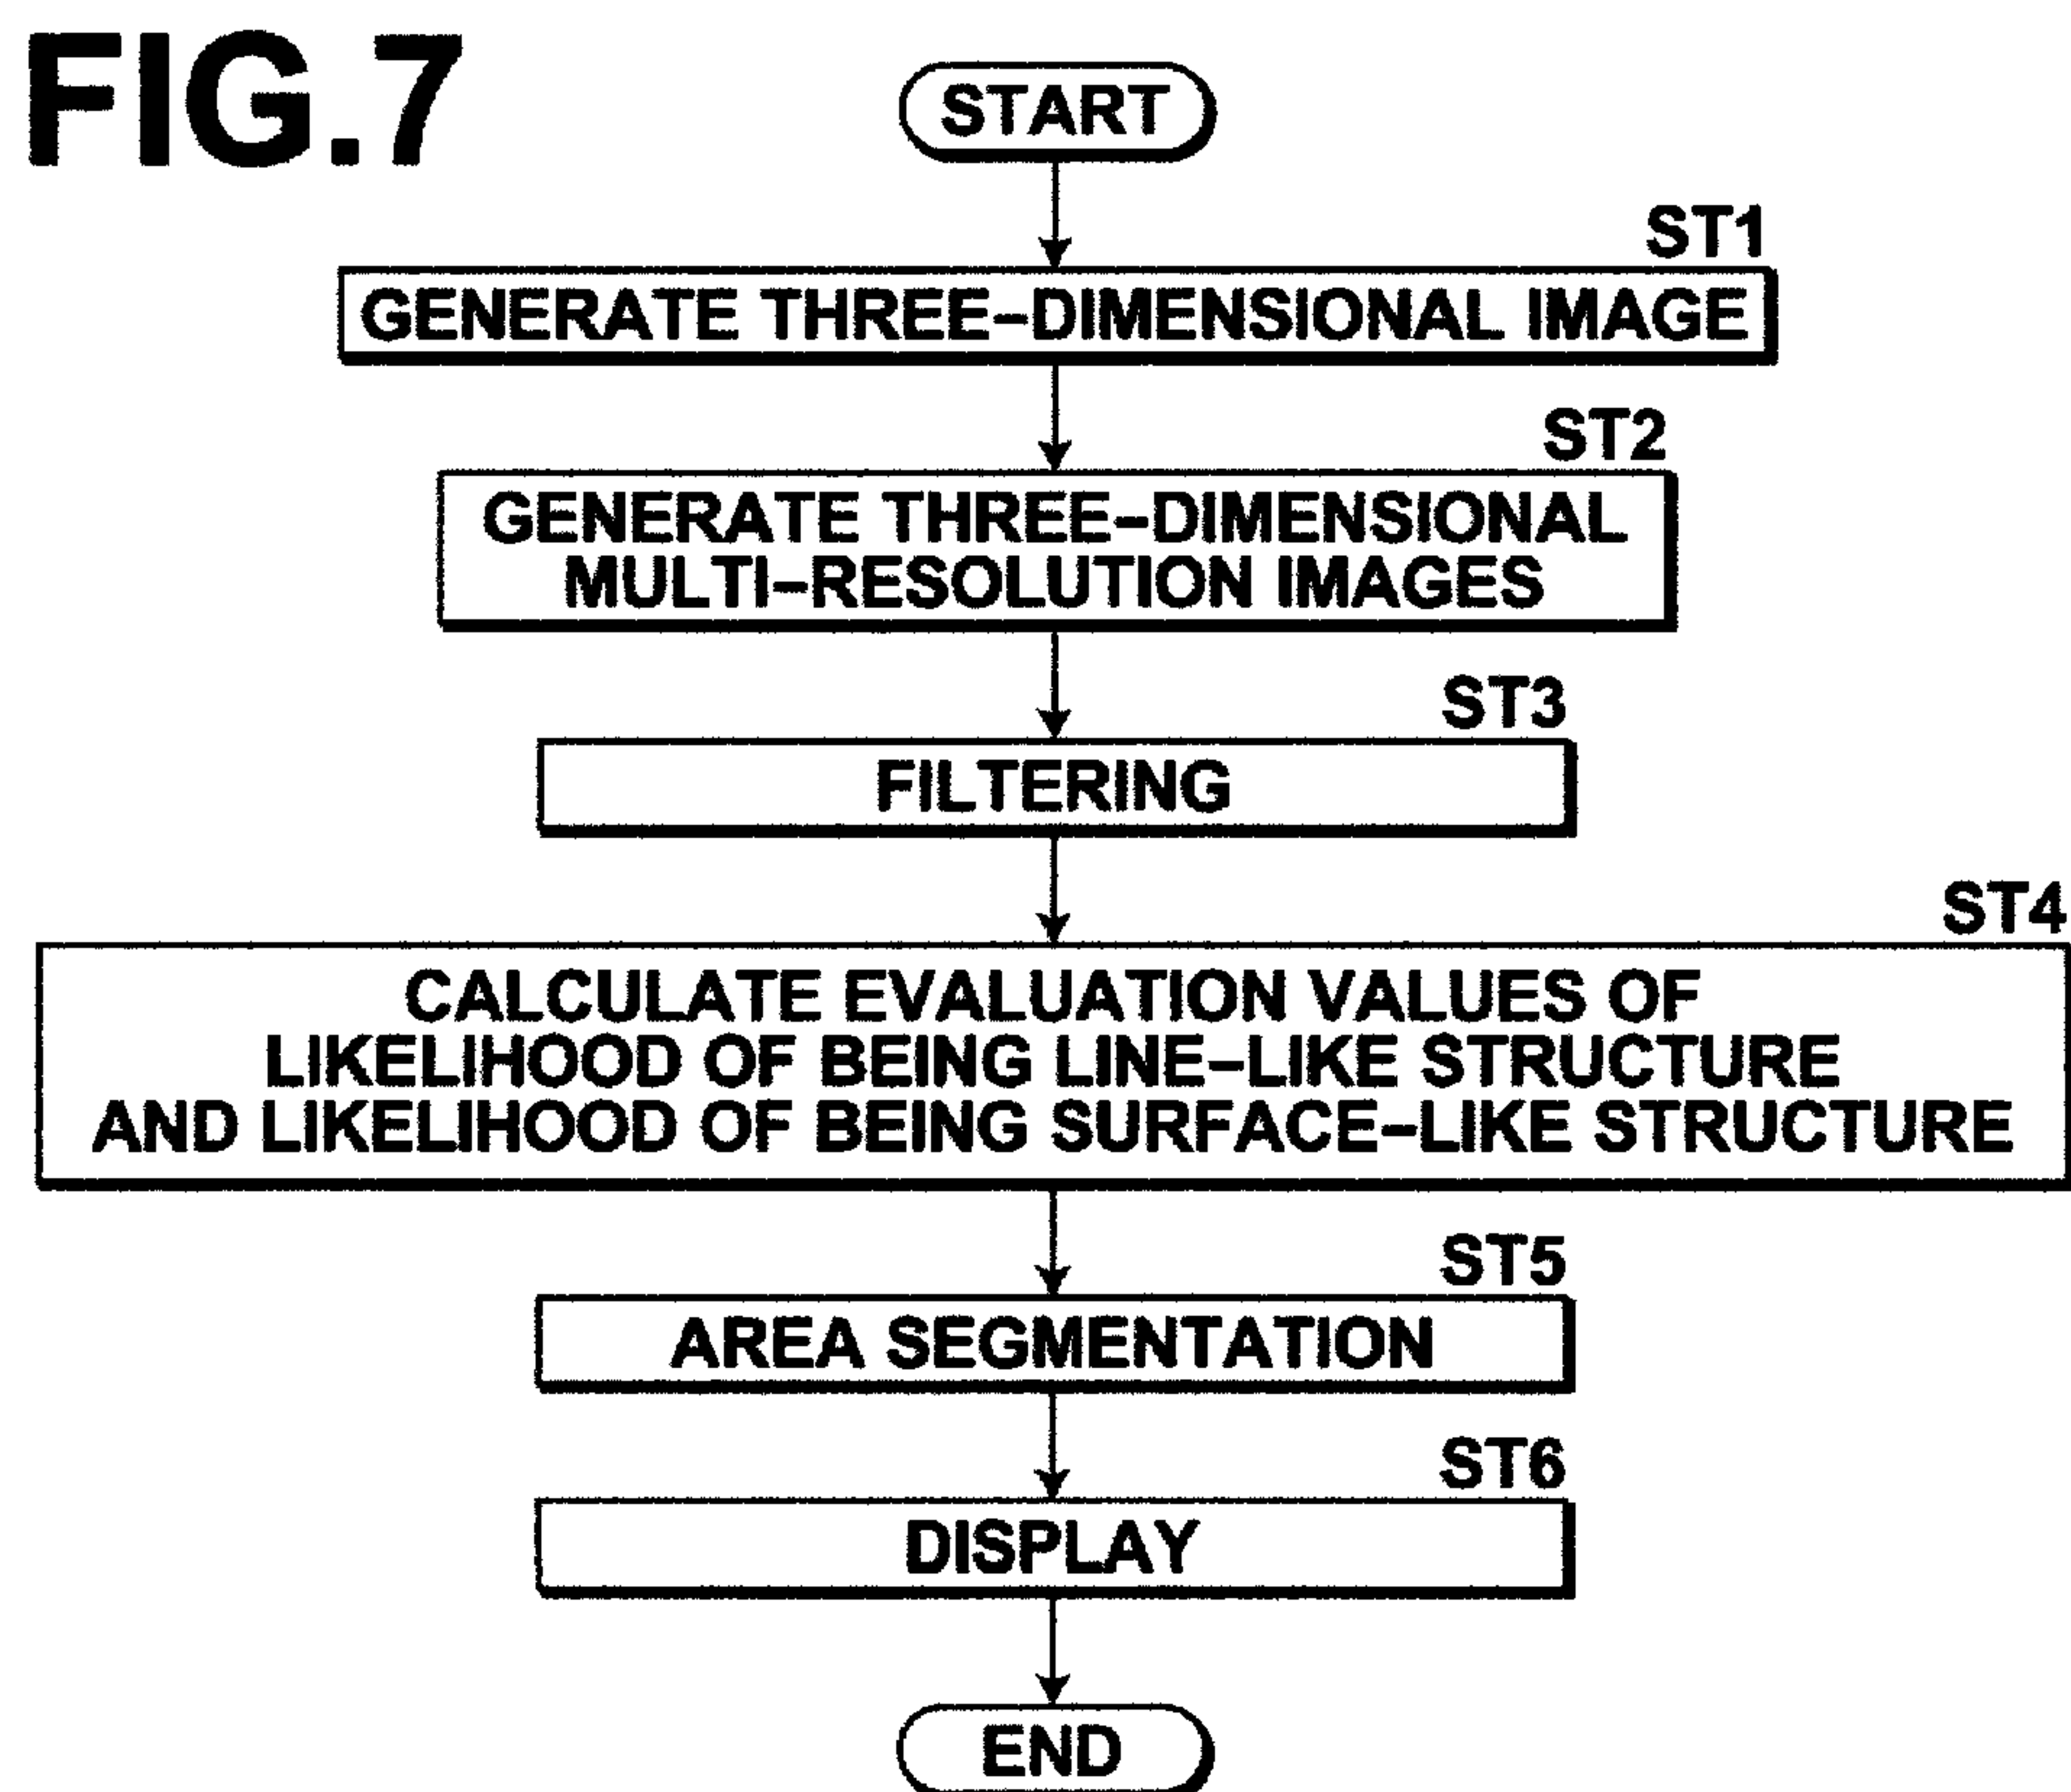 FIG.7
START
ST1
GENERATE THREE-DIMENSIONAL IMAGE
ST2
GENERATE THREE-DIMENSIONAL
MULTI-RESOLUTION IMAGES
ST3
FILTERING
ST4
CALCULATE EVALUATION VALUES OF
LIKELIHOOD OF BEING LINE-LIKE STRUCTURE
AND LIKELIHOOD OF BEING SURFACE-LIKE STRUCTURE
ST5
AREA SEGMENTATION
ST6
DISPLAY
END